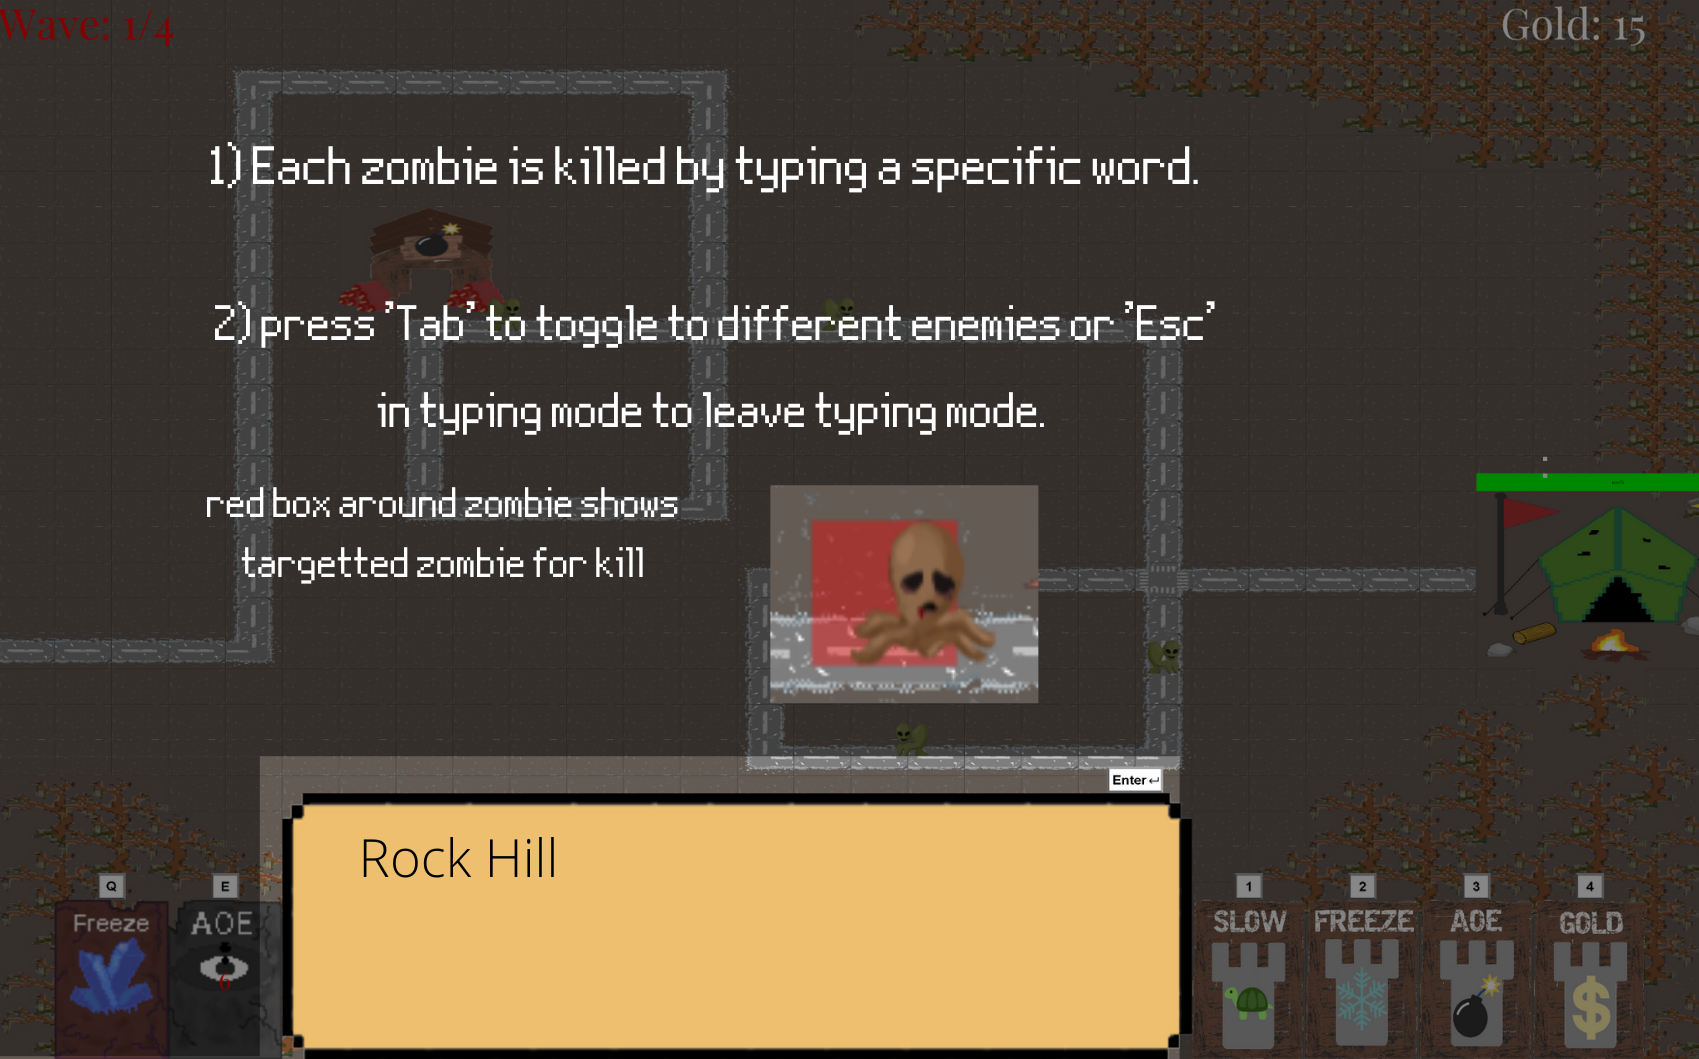 Wave: 1/4
Gold: 15
1) Each zombie is killed by typing a specific word.
2) press 'Tab' to toggle to different enemies or 'Esc'
in typing mode to leave typing mode.
red box around zombie shows
targetted zombie for kill
Enter↵
Rock Hill
Q
E
1
2
3
4
Freeze
AOE
SLOW
FREEZE
AOE
GOLD